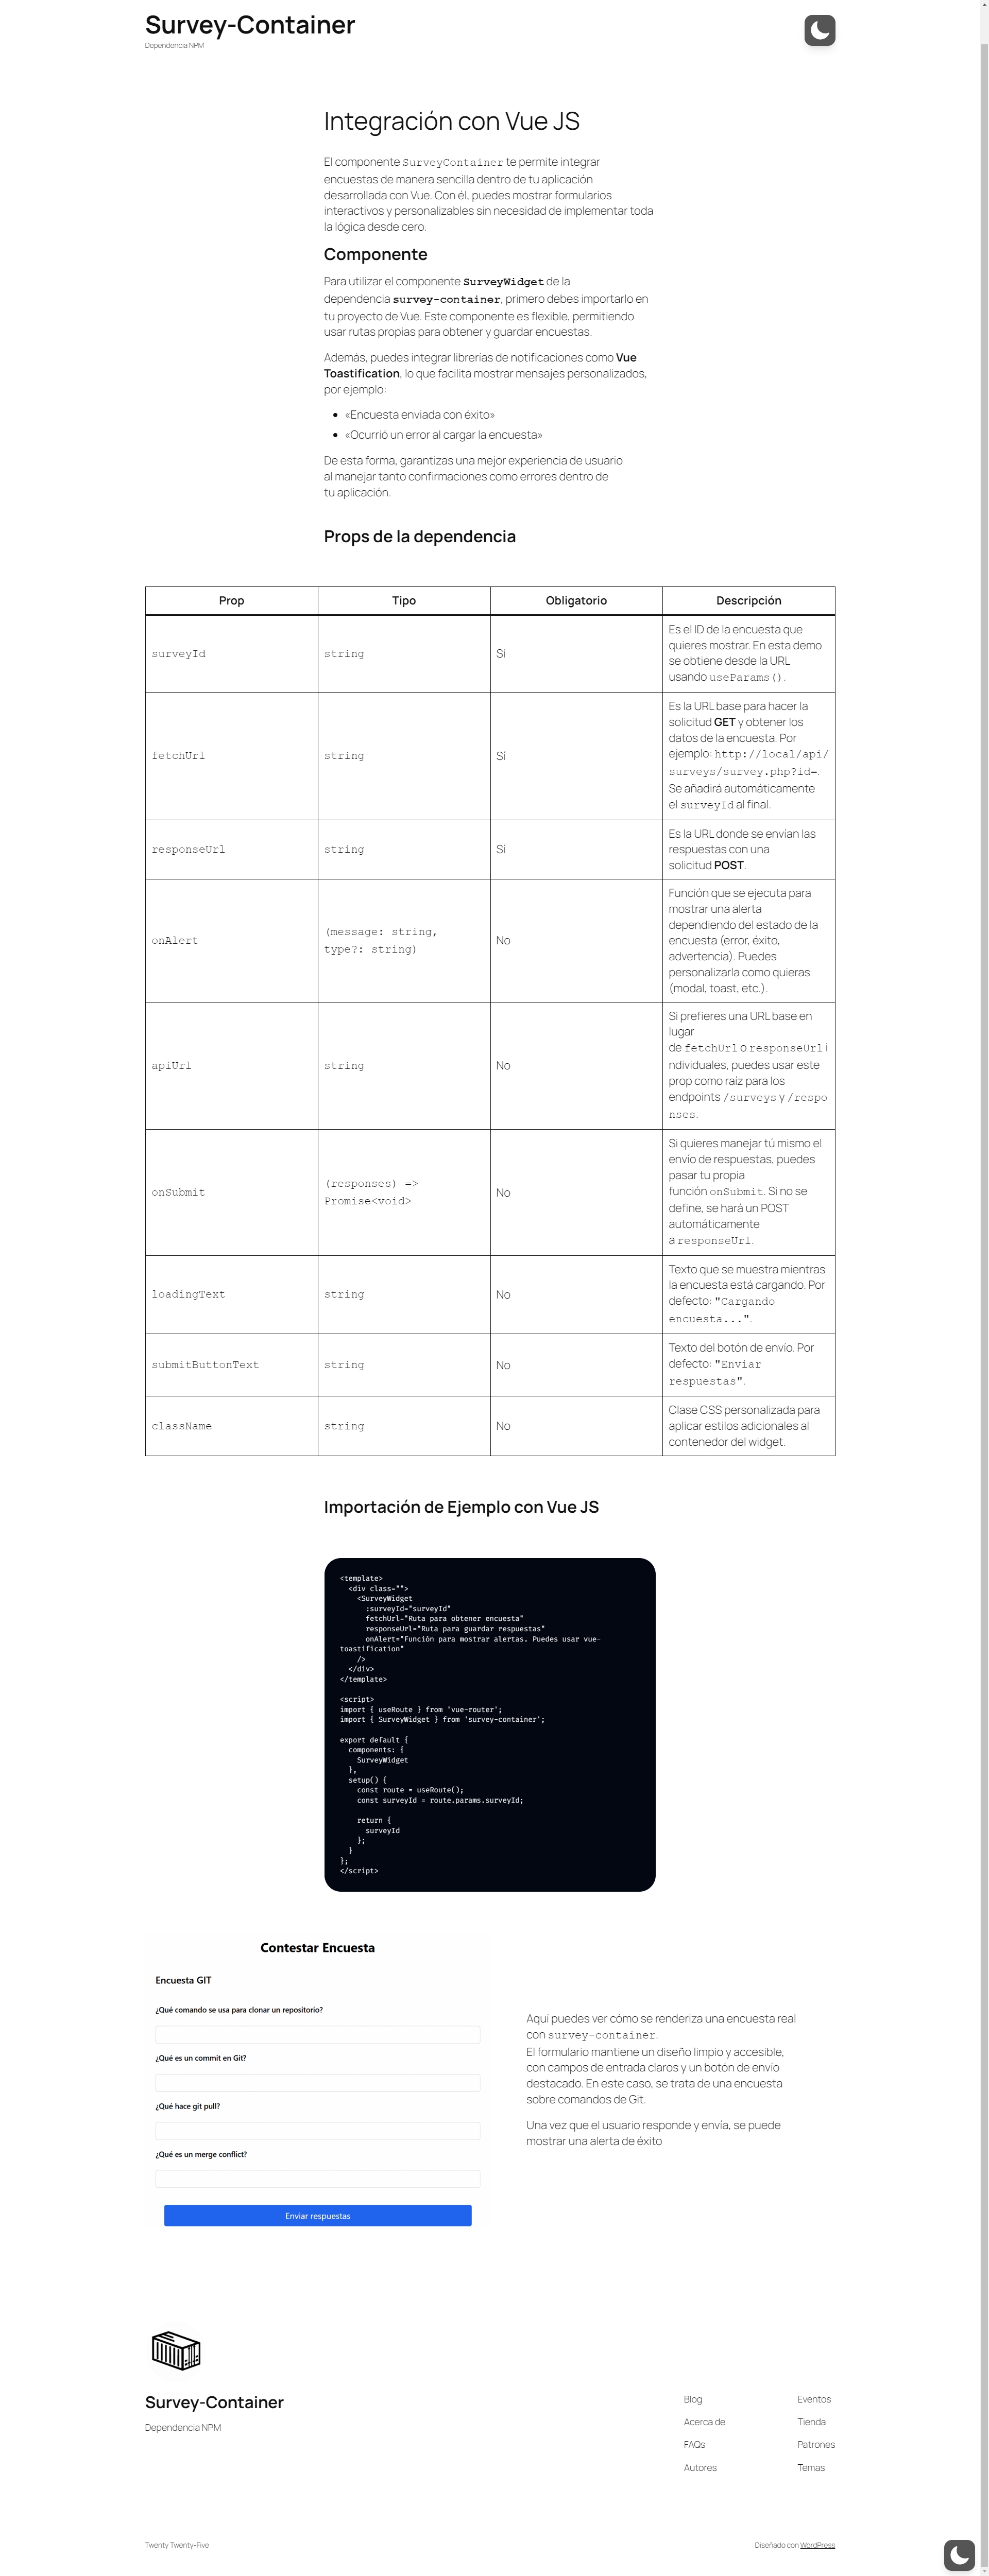 Survey-Container
Dependencia NPM
Integración con Vue JS
El componente SurveyContainer te permite integrar
encuestas de manera sencilla dentro de tu aplicación
desarrollada con Vue. Con él, puedes mostrar formularios
interactivos y personalizables sin necesidad de implementar toda
la lógica desde cero.
Componente
Para utilizar el componente SurveyWidget de la
dependencia survey-container, primero debes importarlo en
tu proyecto de Vue. Este componente es flexible, permitiendo
usar rutas propias para obtener y guardar encuestas.
Además, puedes integrar librerías de notificaciones como Vue
Toastification, lo que facilita mostrar mensajes personalizados,
por ejemplo:
«Encuesta enviada con éxito»
«Ocurrió un error al cargar la encuesta»
De esta forma, garantizas una mejor experiencia de usuario
al manejar tanto confirmaciones como errores dentro de
tu aplicación.
Props de la dependencia
Prop Tipo Obligatorio Descripción
surveyId string Sí
Es el ID de la encuesta que
quieres mostrar. En esta demo
se obtiene desde la URL
usando useParams().
fetchUrl string Sí
Es la URL base para hacer la
solicitud GET y obtener los
datos de la encuesta. Por
ejemplo: http://local/api/
surveys/survey.php?id=.
Se añadirá automáticamente
el surveyId al final.
responseUrl string Sí
Es la URL donde se envían las
respuestas con una
solicitud POST.
onAlert
(message: string,
type?: string)
No
Función que se ejecuta para
mostrar una alerta
dependiendo del estado de la
encuesta (error, éxito,
advertencia). Puedes
personalizarla como quieras
(modal, toast, etc.).
apiUrl string No
Si prefieres una URL base en
lugar
de fetchUrl o responseUrl i
ndividuales, puedes usar este
prop como raíz para los
endpoints /surveys y /respo
nses.
onSubmit
(responses) =>
Promise<void>
No
Si quieres manejar tú mismo el
envío de respuestas, puedes
pasar tu propia
función onSubmit. Si no se
define, se hará un POST
automáticamente
a responseUrl.
loadingText string No
Texto que se muestra mientras
la encuesta está cargando. Por
defecto: "Cargando
encuesta...".
submitButtonText string No
Texto del botón de envío. Por
defecto: "Enviar
respuestas".
className string No
Clase CSS personalizada para
aplicar estilos adicionales al
contenedor del widget.
Importación de Ejemplo con Vue JS
<template>
<div class="">
<SurveyWidget
:surveyId="surveyId"
fetchUrl="Ruta para obtener encuesta"
responseUrl="Ruta para guardar respuestas"
onAlert="Función para mostrar alertas. Puedes usar vue-
toastification"
/>
</div>
</template>
<script>
import { useRoute } from 'vue-router';
import { SurveyWidget } from 'survey-container';
export default {
components: {
SurveyWidget
},
setup() {
const route = useRoute();
const surveyId = route.params.surveyId;
return {
surveyId
};
}
};
</script>
Contestar Encuesta
Encuesta GIT
¿Qué comando se usa para clonar un repositorio?
¿Qué es un commit en Git?
¿Qué hace git pull?
¿Qué es un merge conflict?
Enviar respuestas
Aquí puedes ver cómo se renderiza una encuesta real
con survey-container.
El formulario mantiene un diseño limpio y accesible,
con campos de entrada claros y un botón de envío
destacado. En este caso, se trata de una encuesta
sobre comandos de Git.
Una vez que el usuario responde y envía, se puede
mostrar una alerta de éxito
Survey-Container
Dependencia NPM
Blog
Acerca de
FAQs
Autores
Eventos
Tienda
Patrones
Temas
Twenty Twenty-Five
Diseñado con WordPress